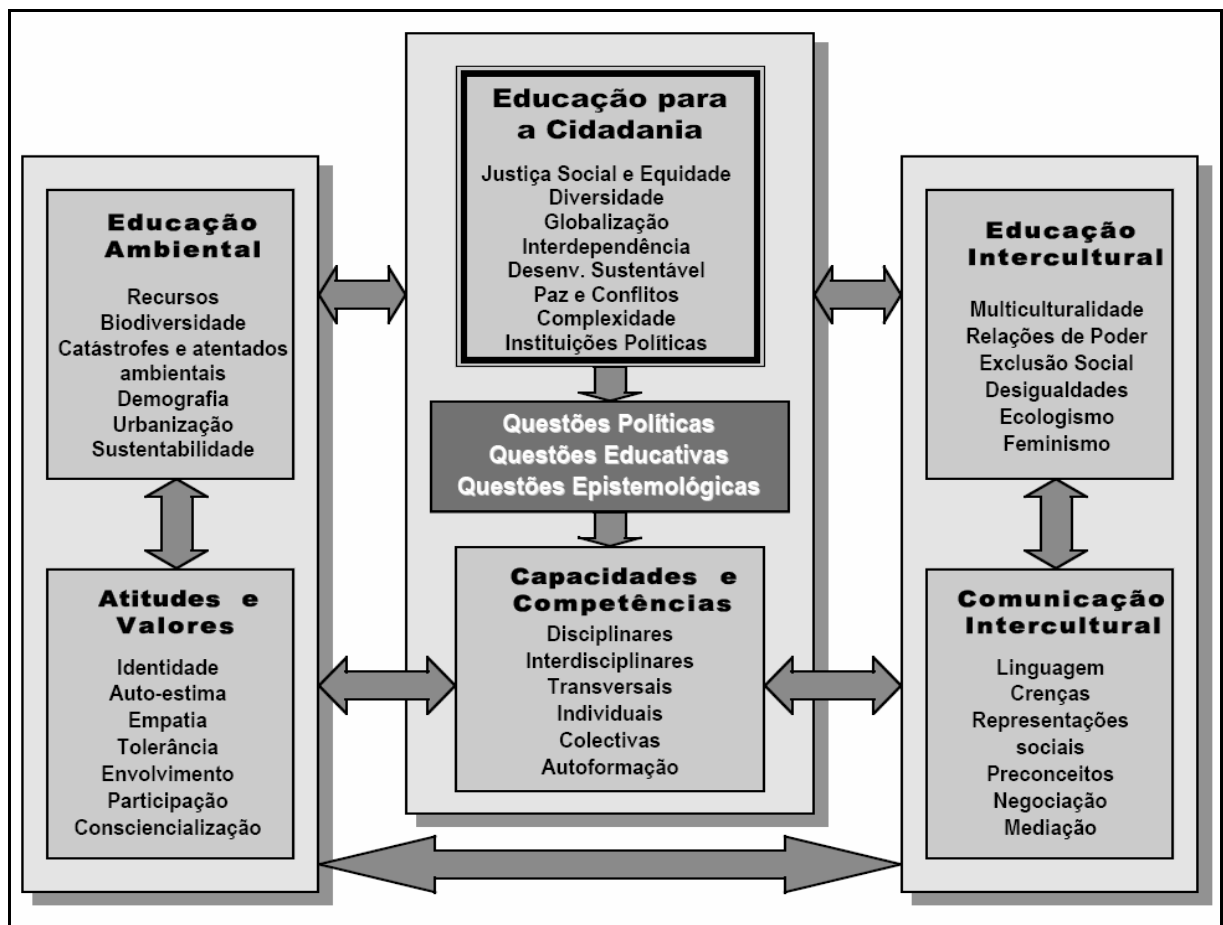 Educação para
a Cidadania
Justiça Social e Equidade
Diversidade
Globalização
Interdependência
Desenv. Sustentável
Paz e Conflitos
Complexidade
Instituições Políticas
Educação
Ambiental
Recursos
Biodiversidade
Catástrofes e atentados
ambientais
Demografia
Urbanização
Sustentabilidade
Educação
Intercultural
Multiculturalidade
Relações de Poder
Exclusão Social
Desigualdades
Ecologismo
Feminismo
Questões Políticas
Questões Educativas
Questões Epistemológicas
Atitudes e
Valores
Identidade
Auto-estima
Empatia
Tolerância
Envolvimento
Participação
Consciencialização
Capacidades e
Competências
Disciplinares
Interdisciplinares
Transversais
Individuais
Colectivas
Autoformação
Comunicação
Intercultural
Linguagem
Crenças
Representações
sociais
Preconceitos
Negociação
Mediação